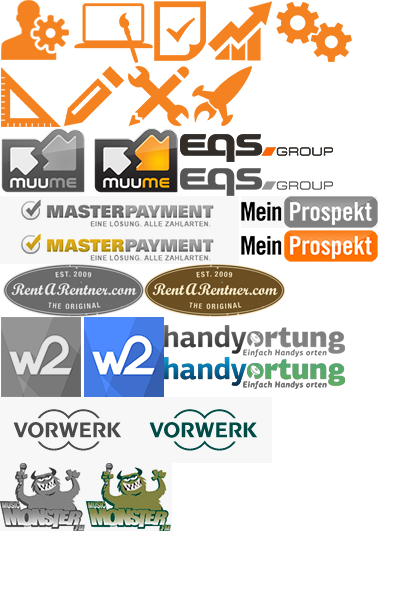 muume muume EQS GROUP
EQS GROUP
MASTERPAYMENT Mein Prospekt
EINE LÖSUNG. ALLE ZAHLARTEN.
MASTERPAYMENT Mein Prospekt
EINE LÖSUNG. ALLE ZAHLARTEN.
EST. 2009 EST. 2009
RentARentner.com RentARentner.com
THE ORIGINAL THE ORIGINAL
w2 w2 handyortung
Einfach Handys orten
handyortung
Einfach Handys orten
VORWERK VORWERK
MUSIC MUSIC
MONSTER MONSTER